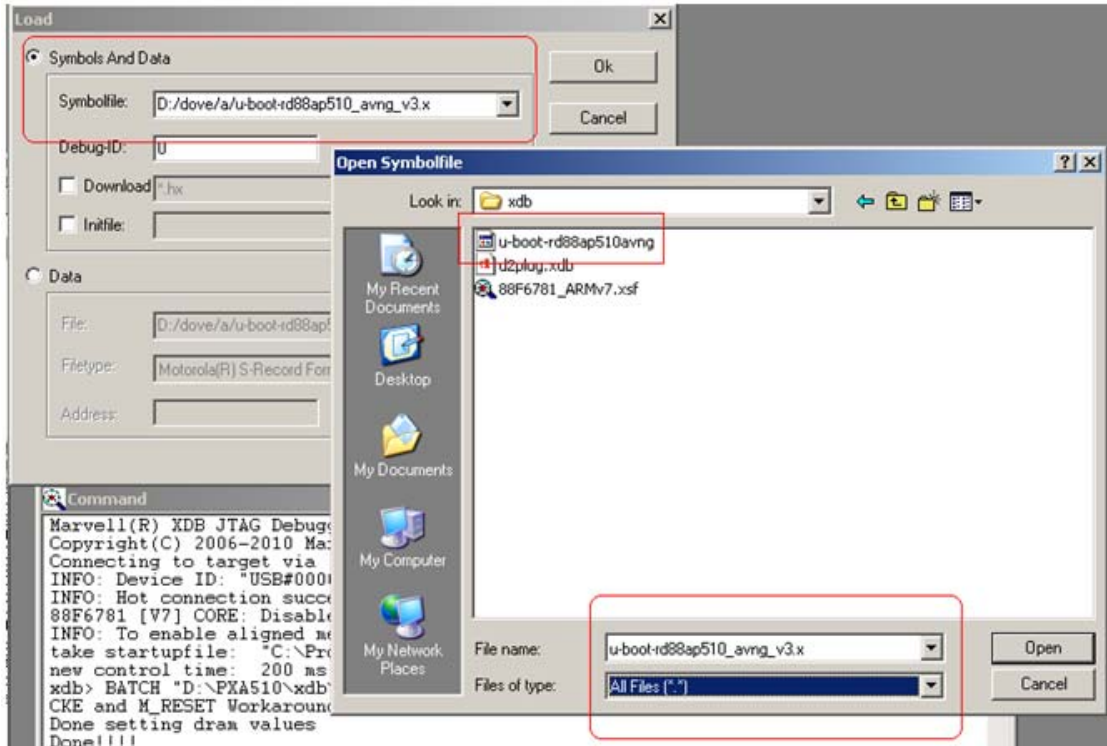 Load
Symbols And Data
Ok
Symbolfile: D:/dove/a/u-boot-rd88ap510_avng_v3.x
Cancel
Debug-ID: U
Download *.hx
Initfile:
Data
File: D:/dove/a/u-boot-rd88ap5
Filetype: Motorola(R) S-Record Form
Address:
Open Symbolfile
Look in: xdb
u-boot-rd88ap510avng
d2plug.xdb
88F6781_ARMv7.xsf
My Recent
Documents
Desktop
My Documents
My Computer
My Network
Places
File name: u-boot-rd88ap510_avng_v3.x
Open
Files of type: All Files (*.*)
Cancel
Command
Marvell(R) XDB JTAG Debug
Copyright(C) 2006-2010 Ma
Connecting to target via
INFO: Device ID: "USB#000
INFO: Hot connection succe
88F6781 [V7] CORE: Disable
INFO: To enable aligned me
take startupfile: "C:\Pro
new control time: 200 ms
xdb> BATCH "D:\PXA510\xdb
CKE and M_RESET Workaroun
Done setting dram values
Done!!!!